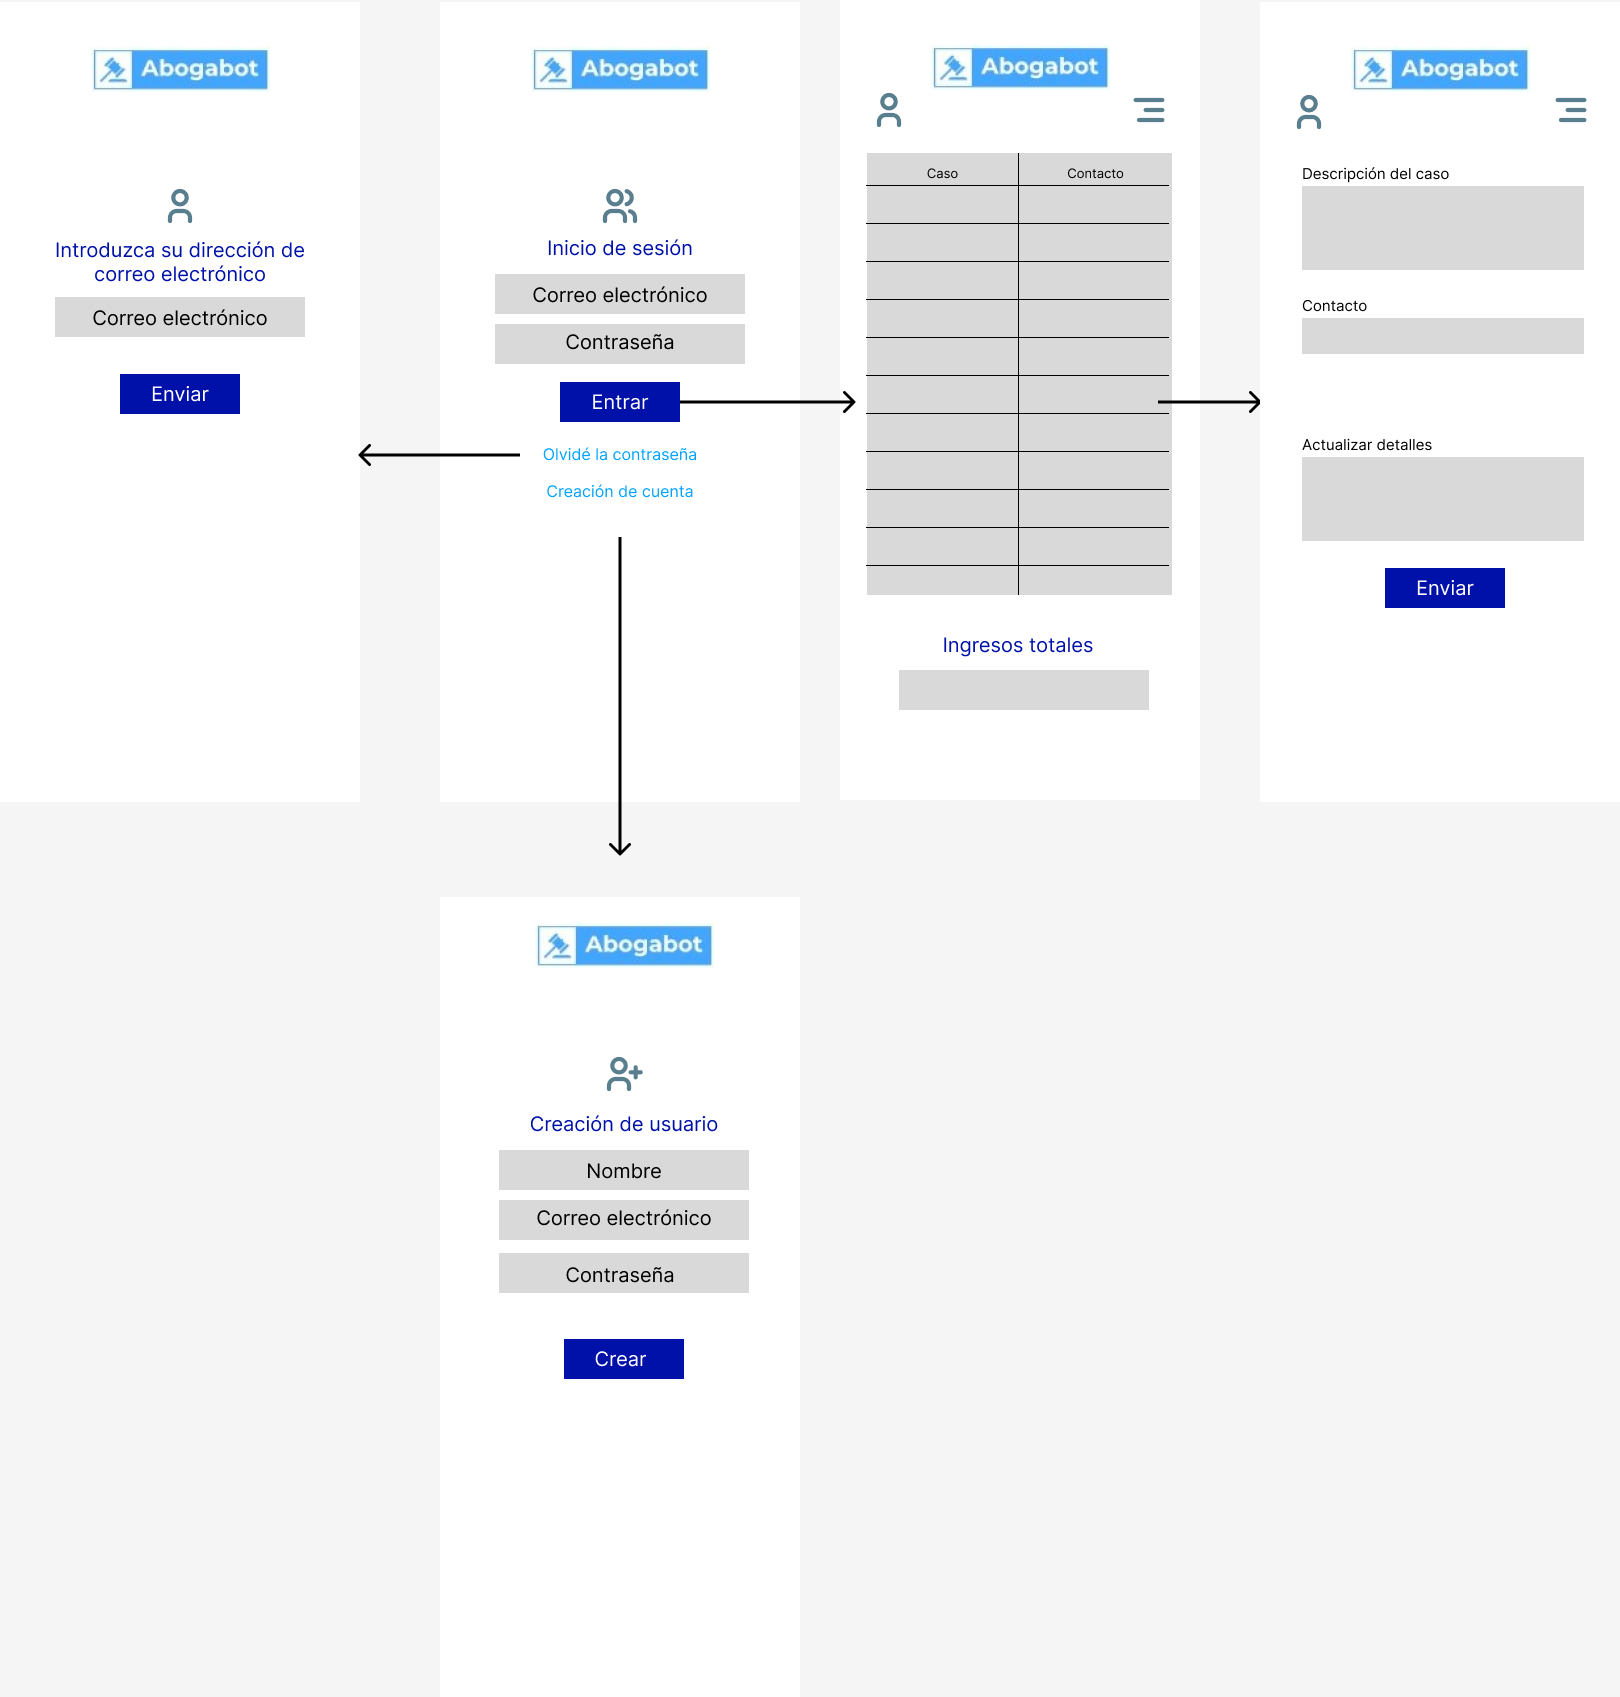 Abogabot
Introduzca su dirección de
correo electrónico
Correo electrónico
Enviar
Abogabot
Inicio de sesión
Correo electrónico
Contraseña
Entrar
Olvidé la contraseña
Creación de cuenta
Abogabot
Caso
Contacto
Ingresos totales
Abogabot
Descripción del caso
Contacto
Actualizar detalles
Enviar
Abogabot
Creación de usuario
Nombre
Correo electrónico
Contraseña
Crear